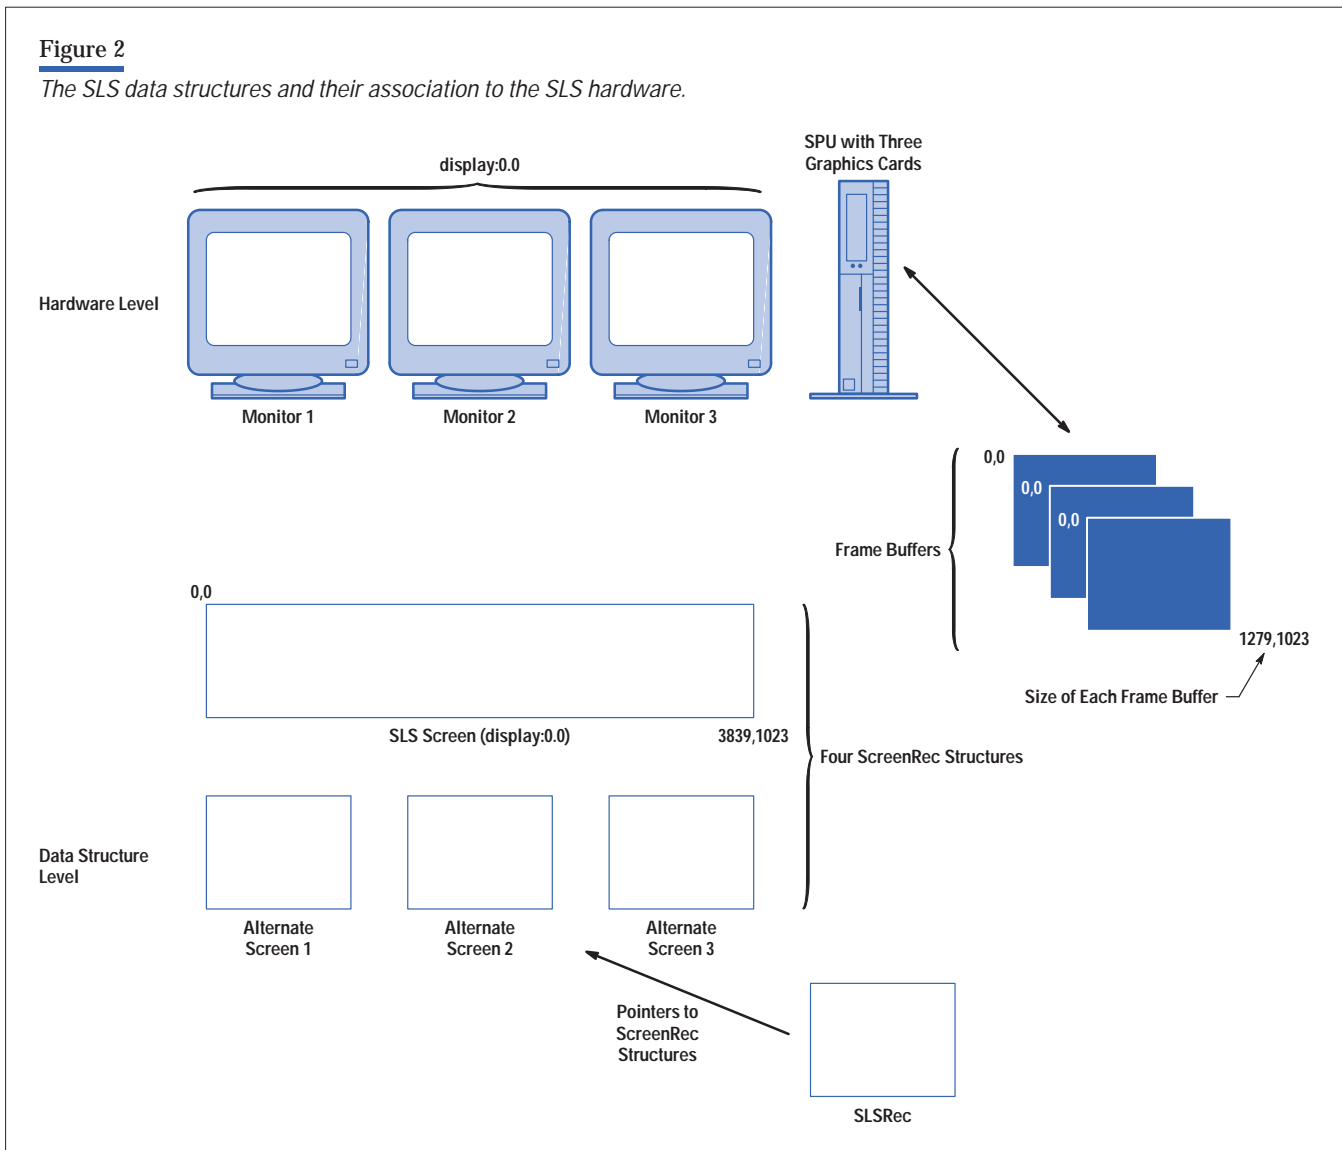 Figure 2
The SLS data structures and their association to the SLS hardware.
SPU with Three
Graphics Cards
display:0.0
Hardware Level
Monitor 1
Monitor 2
Monitor 3
0,0
0,0
0,0
Frame Buffers
1279,1023
Size of Each Frame Buffer
0,0
SLS Screen (display:0.0)
3839,1023
Four ScreenRec Structures
Data Structure
Level
Alternate
Screen 1
Alternate
Screen 2
Alternate
Screen 3
Pointers to
ScreenRec
Structures
SLSRec